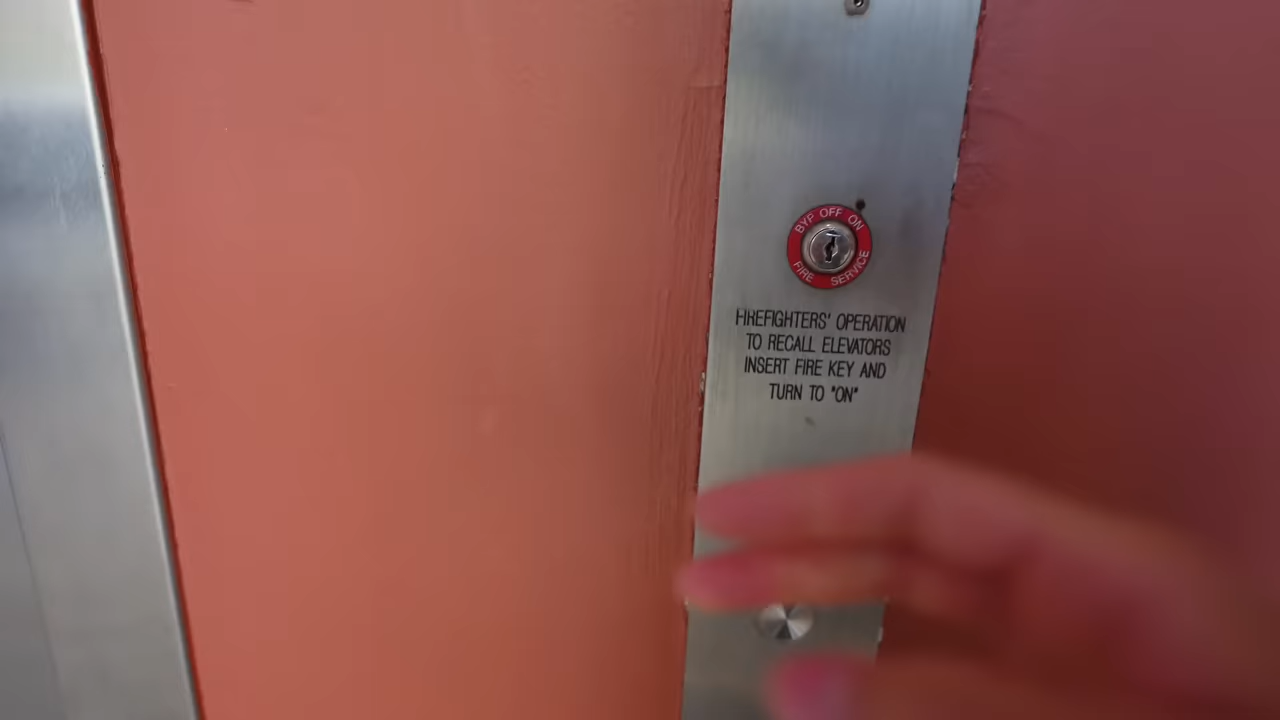 BYP OFF ON
FIRE SERVICE
FIREFIGHTERS' OPERATION
TO RECALL ELEVATORS
INSERT FIRE KEY AND
TURN TO "ON"